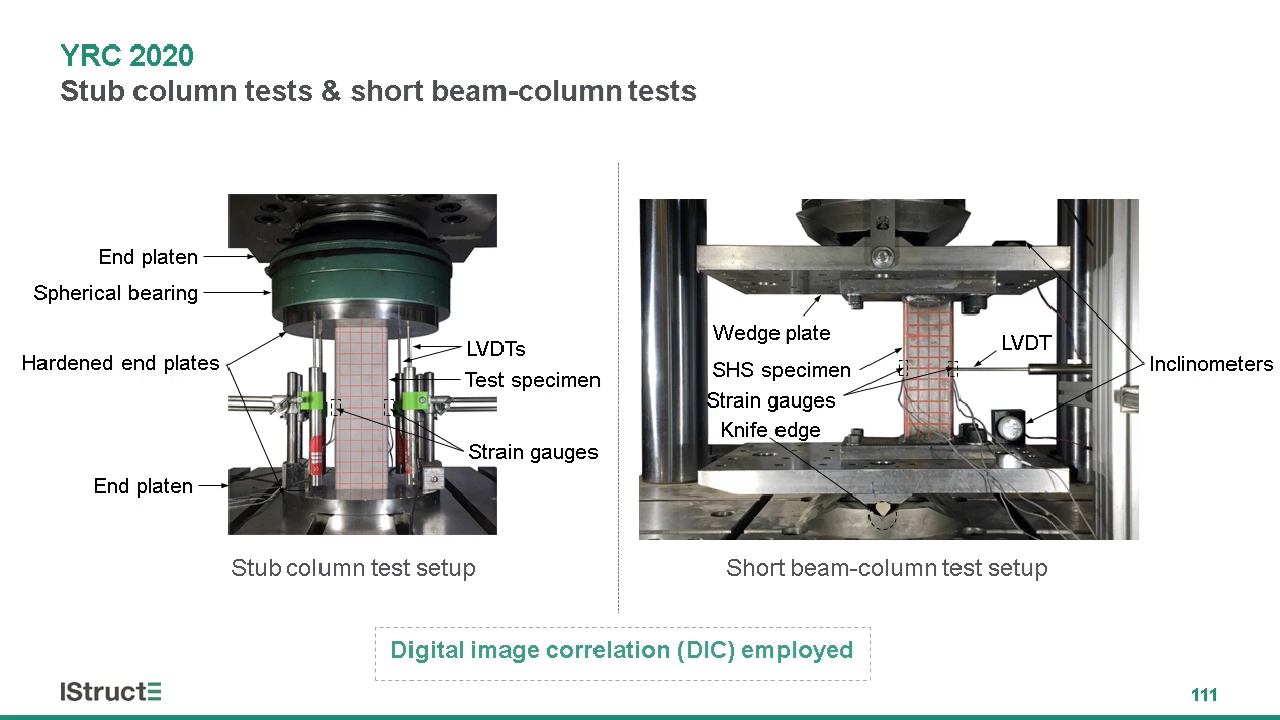 YRC 2020
Stub column tests & short beam-column tests
End platen
Spherical bearing
Hardened end plates
End platen
LVDTs
Test specimen
Strain gauges
Stub column test setup
Wedge plate
SHS specimen
Strain gauges
Knife edge
LVDT
Inclinometers
Short beam-column test setup
Digital image correlation (DIC) employed
IStructE
111